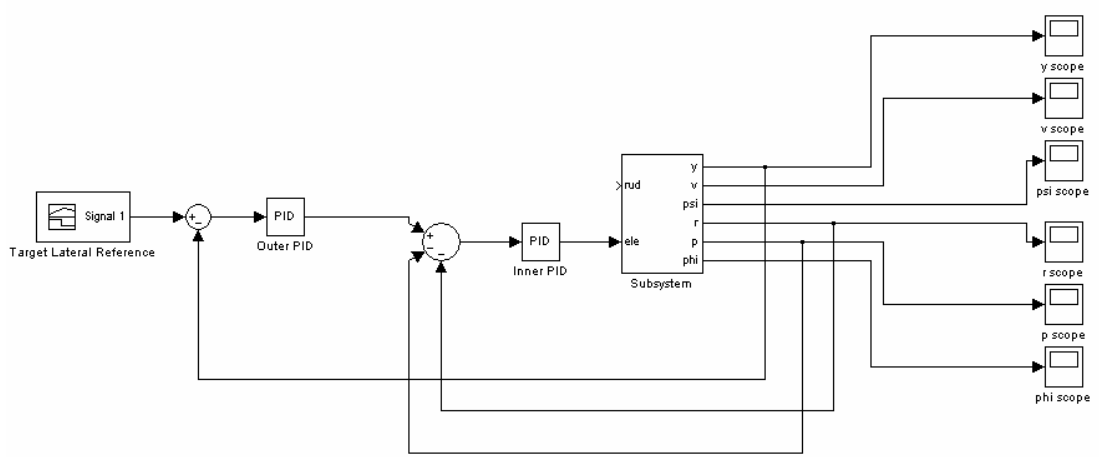 y scope
v scope
psi scope
r scope
p scope
phi scope
Signal 1
Target Lateral Reference
+
−
PID
Outer PID
+
−
−
PID
Inner PID
rud
ele
y
v
psi
r
p
phi
Subsystem